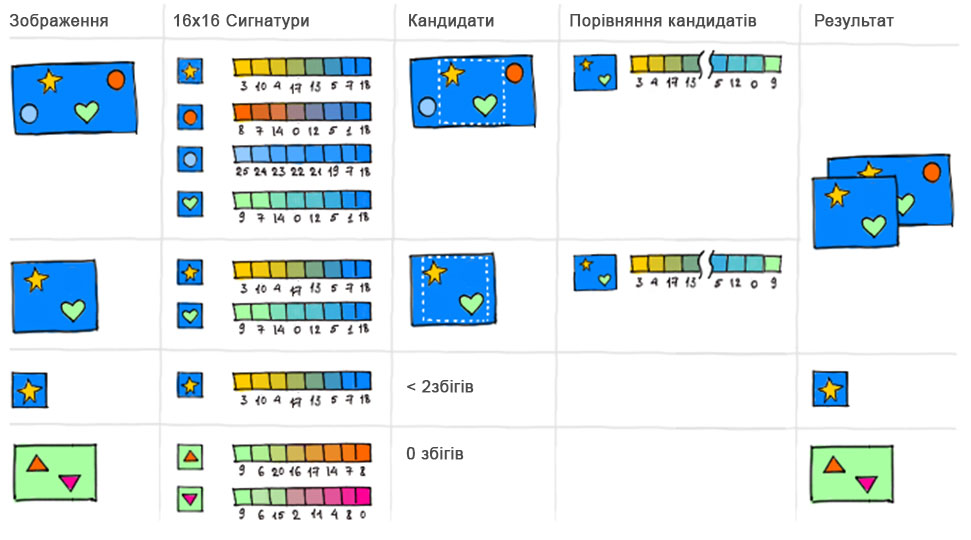 Зображення 16x16 Сигнатури Кандидати Порівняння кандидатів Результат
3 10 4 17 13 5 7 18
3 4 17 13 5 12 0 9
8 7 14 0 12 5 1 18
25 24 23 22 21 19 7 18
9 7 14 0 12 5 1 18
3 10 4 17 13 5 7 18
3 4 17 13 5 12 0 9
9 7 14 0 12 5 1 18
3 10 4 17 13 5 7 18
< 2збігів
0 збігів
9 6 20 16 17 14 7 8
9 6 15 2 11 4 8 0